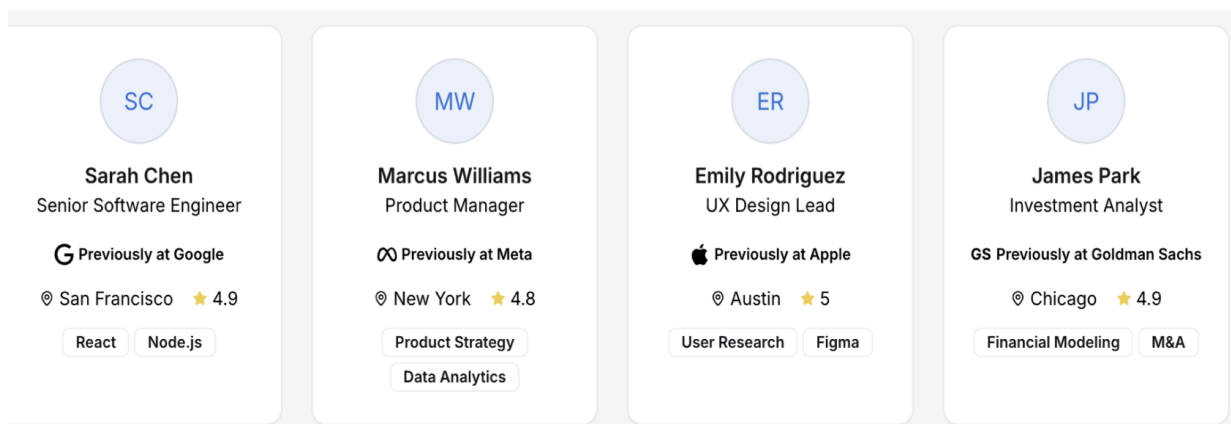 SC
Sarah Chen
Senior Software Engineer
Previously at Google
San Francisco 4.9
React Node.js
MW
Marcus Williams
Product Manager
Previously at Meta
New York 4.8
Product Strategy
Data Analytics
ER
Emily Rodriguez
UX Design Lead
Previously at Apple
Austin 5
User Research Figma
JP
James Park
Investment Analyst
GS Previously at Goldman Sachs
Chicago 4.9
Financial Modeling M&A